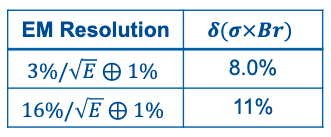 EM Resolution δ(σ×Br)
3%/√E ⊕ 1% 8.0%
16%/√E ⊕ 1% 11%